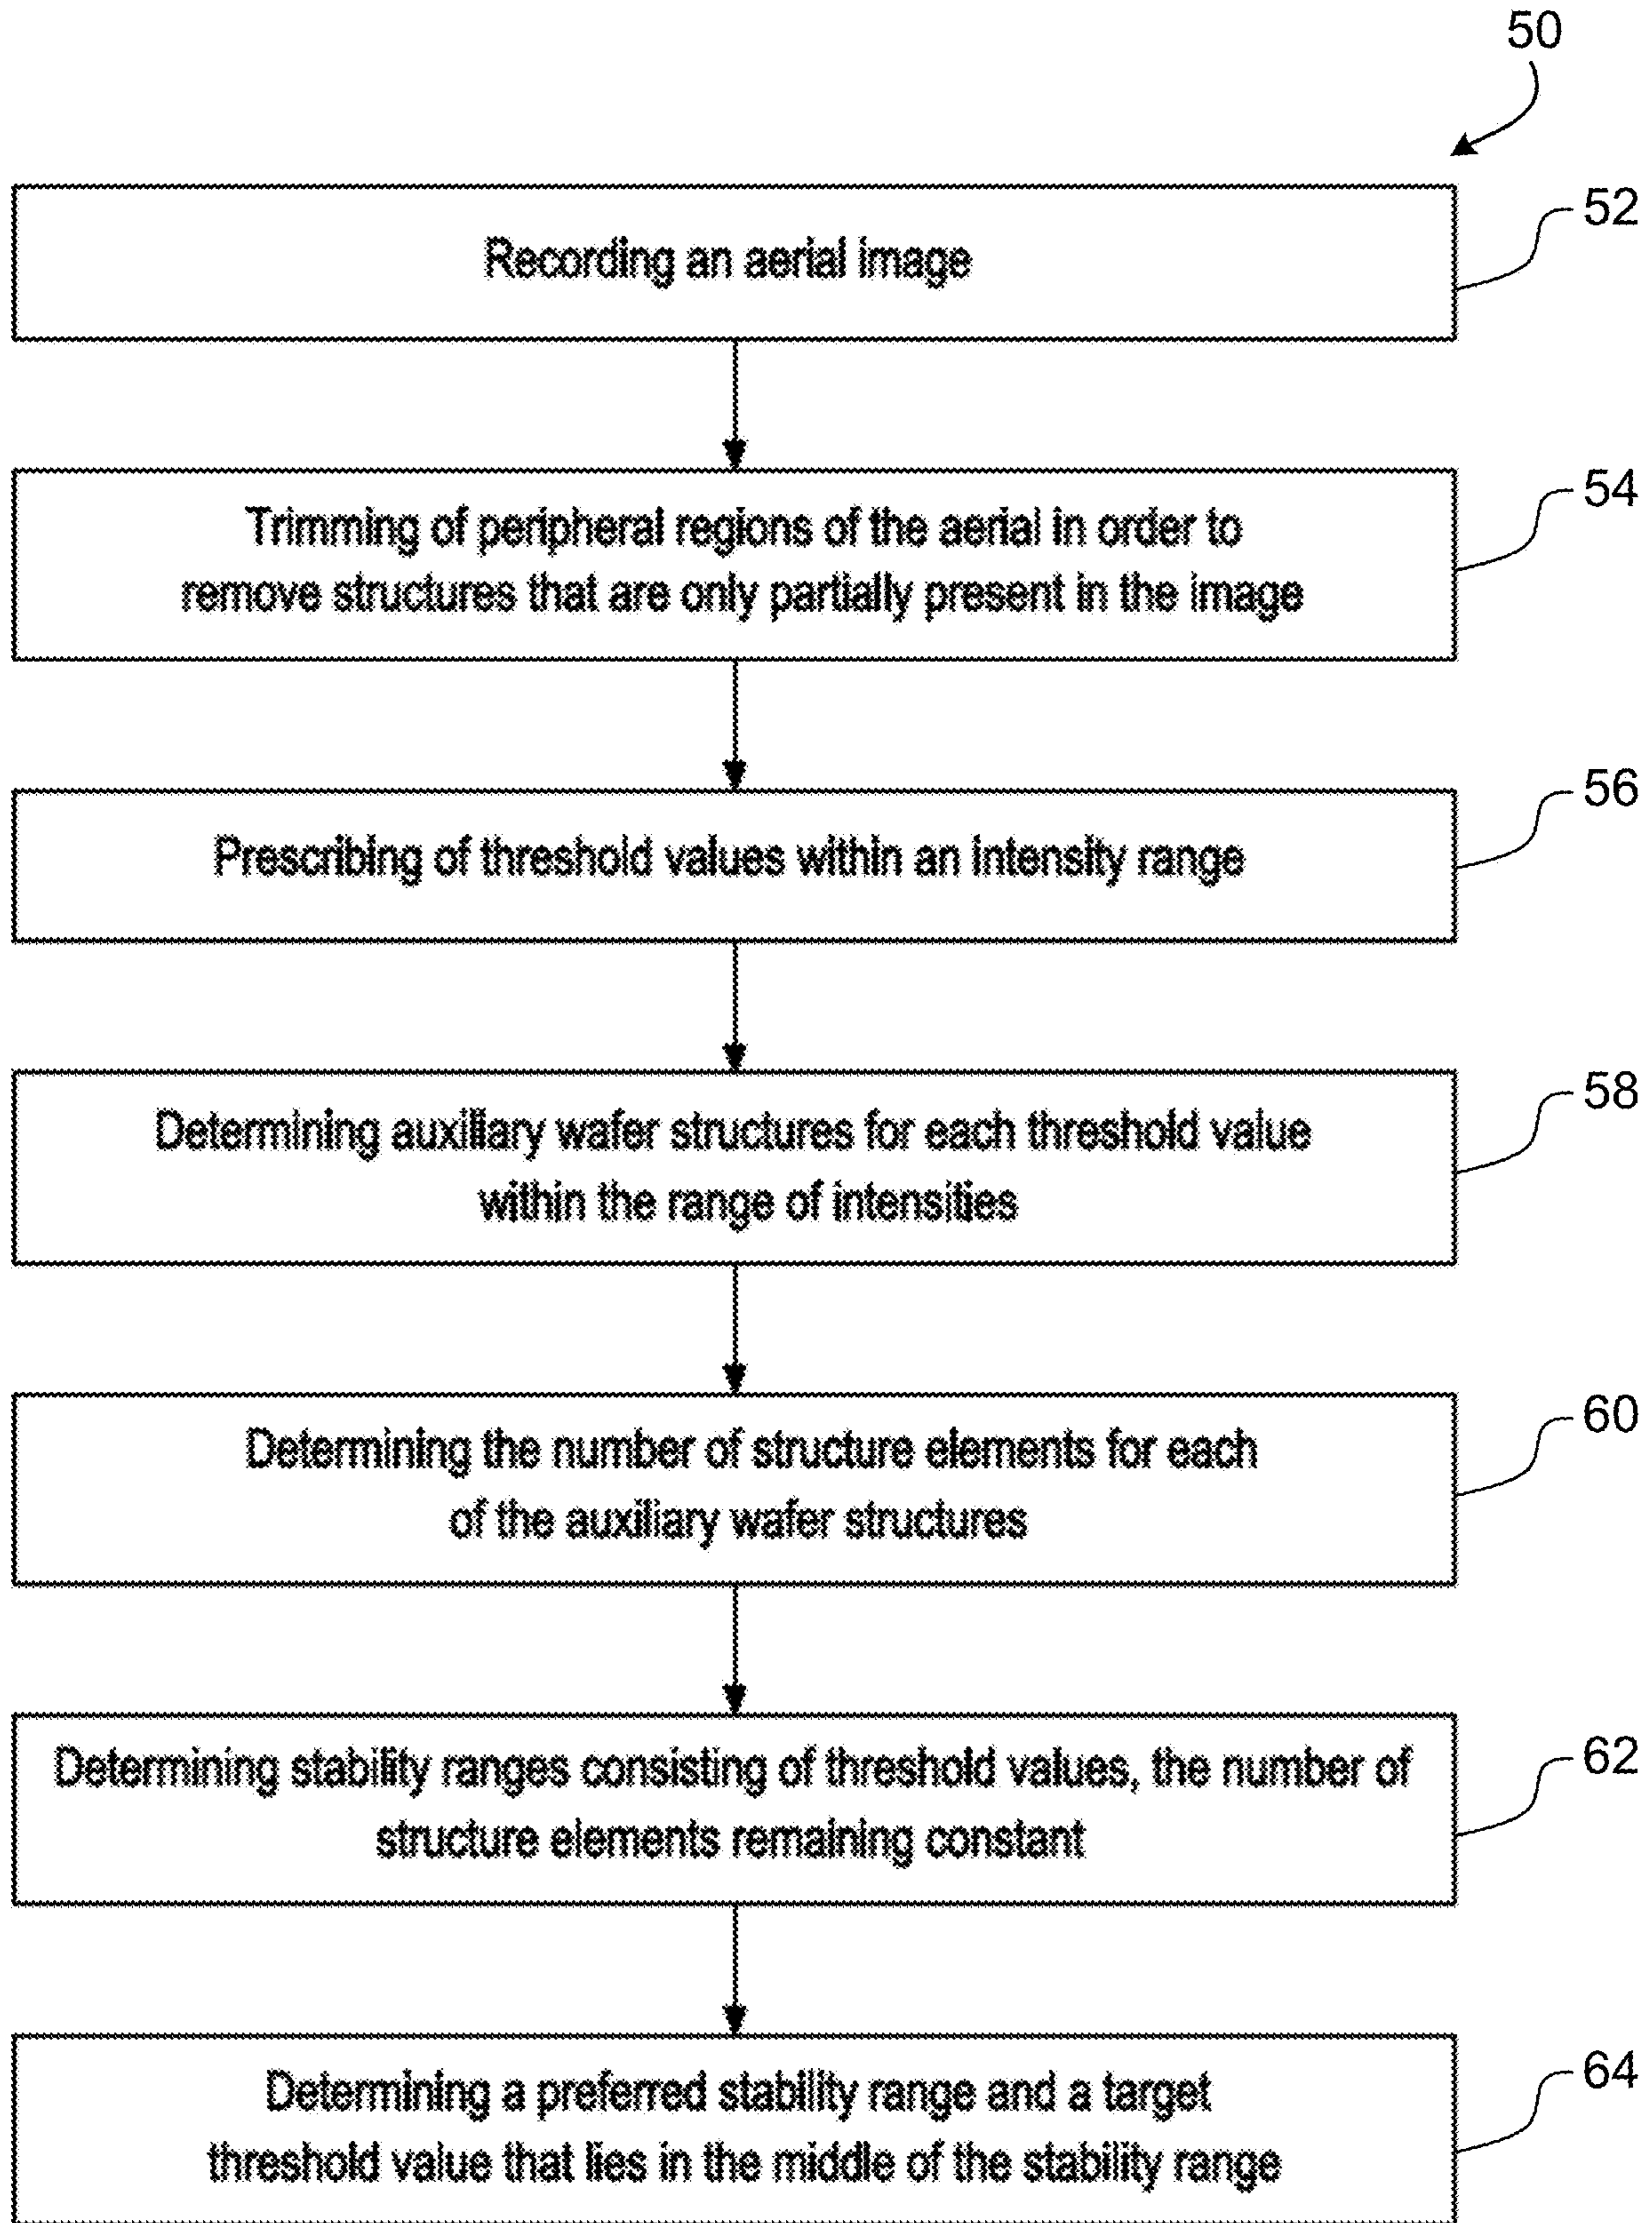 50
52
Recording an aerial image
54
Trimming of peripheral regions of the aerial in order to
remove structures that are only partially present in the image
56
Prescribing of threshold values within an intensity range
58
Determining auxiliary wafer structures for each threshold value
within the range of intensities
60
Determining the number of structure elements for each
of the auxiliary wafer structures
62
Determining stability ranges consisting of threshold values, the number of
structure elements remaining constant
64
Determining a preferred stability range and a target
threshold value that lies in the middle of the stability range